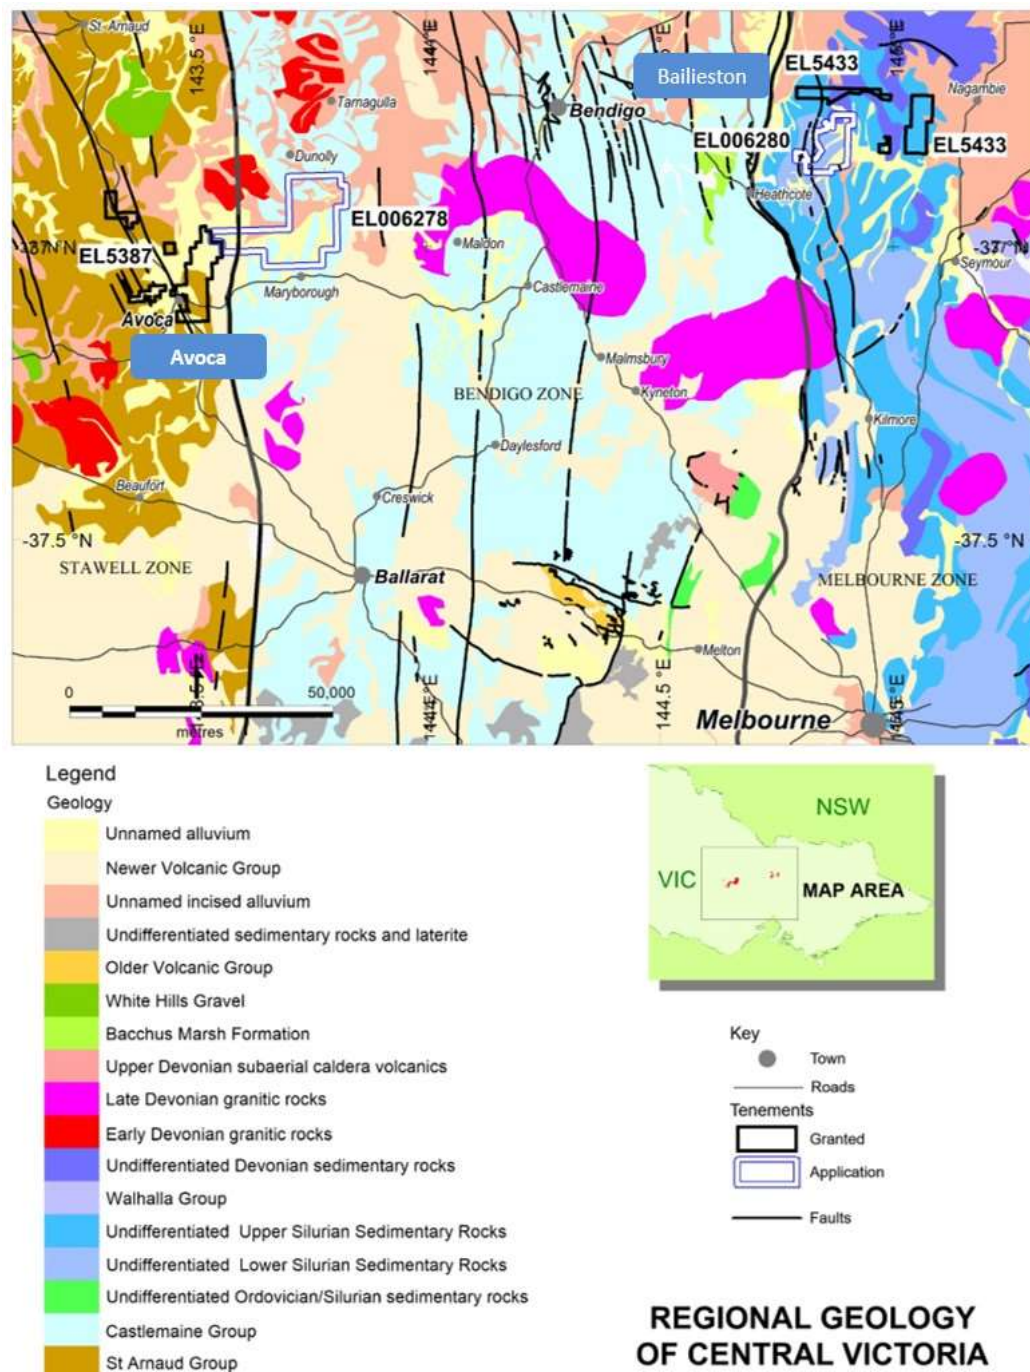 St. Arnaud
143.5 °E
144
144.5 °E
Bailieston
EL5433
Nagambie
Tarnagulla
Bendigo
EL006280
EL5433
Dunolly
Heathcote
EL006278
-37° N
EL5387
Maldon
Seymour
Maryborough
Castlemaine
Avoca
Avoca
Malmsbury
BENDIGO ZONE
Kyneton
Kilmore
Daylesford
Beaufort
Creswick
-37.5 °N
-37.5 °N
STAWELL ZONE
Ballarat
MELBOURNE ZONE
Melton
0
50,000
metres
144.5 °E
Melbourne
Legend
Geology
Unnamed alluvium
Newer Volcanic Group
Unnamed incised alluvium
Undifferentiated sedimentary rocks and laterite
Older Volcanic Group
White Hills Gravel
Bacchus Marsh Formation
Upper Devonian subaerial caldera volcanics
Late Devonian granitic rocks
Early Devonian granitic rocks
Undifferentiated Devonian sedimentary rocks
Walhalla Group
Undifferentiated Upper Silurian Sedimentary Rocks
Undifferentiated Lower Silurian Sedimentary Rocks
Undifferentiated Ordovician/Silurian sedimentary rocks
Castlemaine Group
St Arnaud Group
NSW
VIC
MAP AREA
Key
Town
Roads
Tenements
Granted
Application
Faults
REGIONAL GEOLOGY
OF CENTRAL VICTORIA